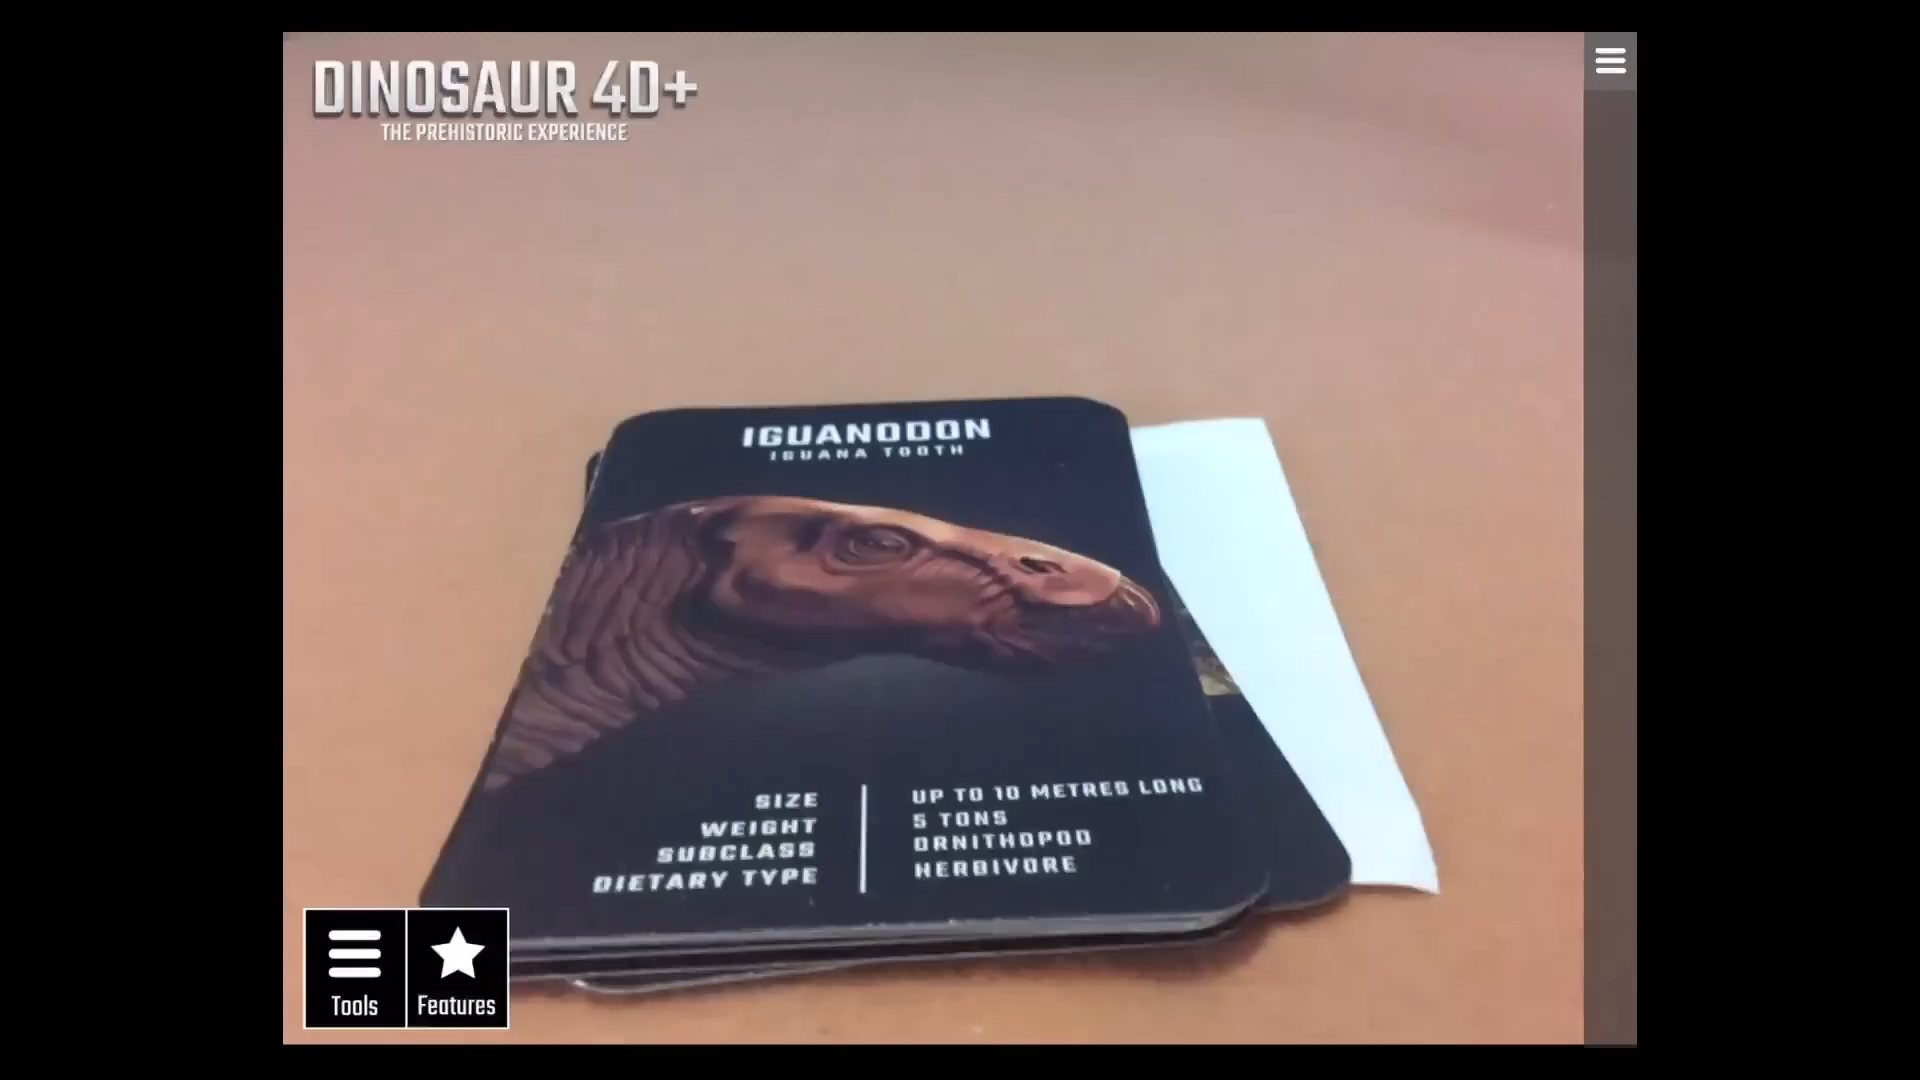 DINOSAUR 4D+
THE PREHISTORIC EXPERIENCE
IGUANODON
IGUANA TOOTH
SIZE UP TO 10 METRES LONG
WEIGHT 5 TONS
SUBCLASS ORNITHOPOD
DIETARY TYPE HERBIVORE
Tools Features